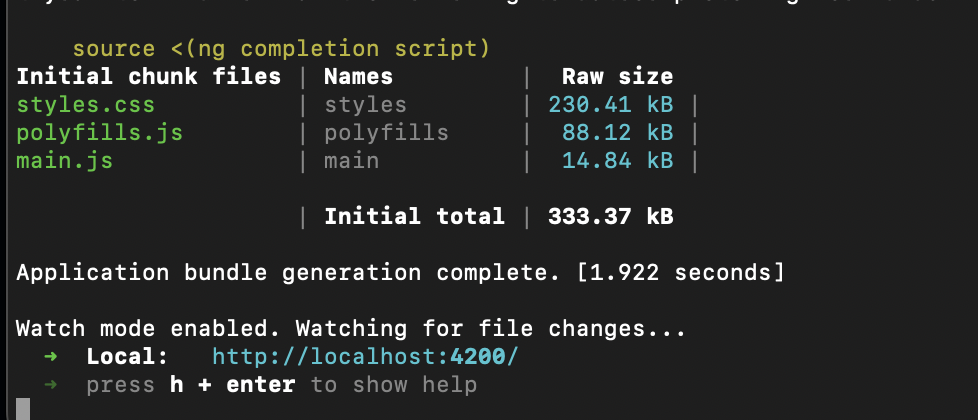 source <(ng completion script)
Initial chunk files | Names | Raw size
styles.css | styles | 230.41 kB |
polyfills.js | polyfills | 88.12 kB |
main.js | main | 14.84 kB |
| Initial total | 333.37 kB
Application bundle generation complete. [1.922 seconds]
Watch mode enabled. Watching for file changes...
➜ Local: http://localhost:4200/
➜ press h + enter to show help